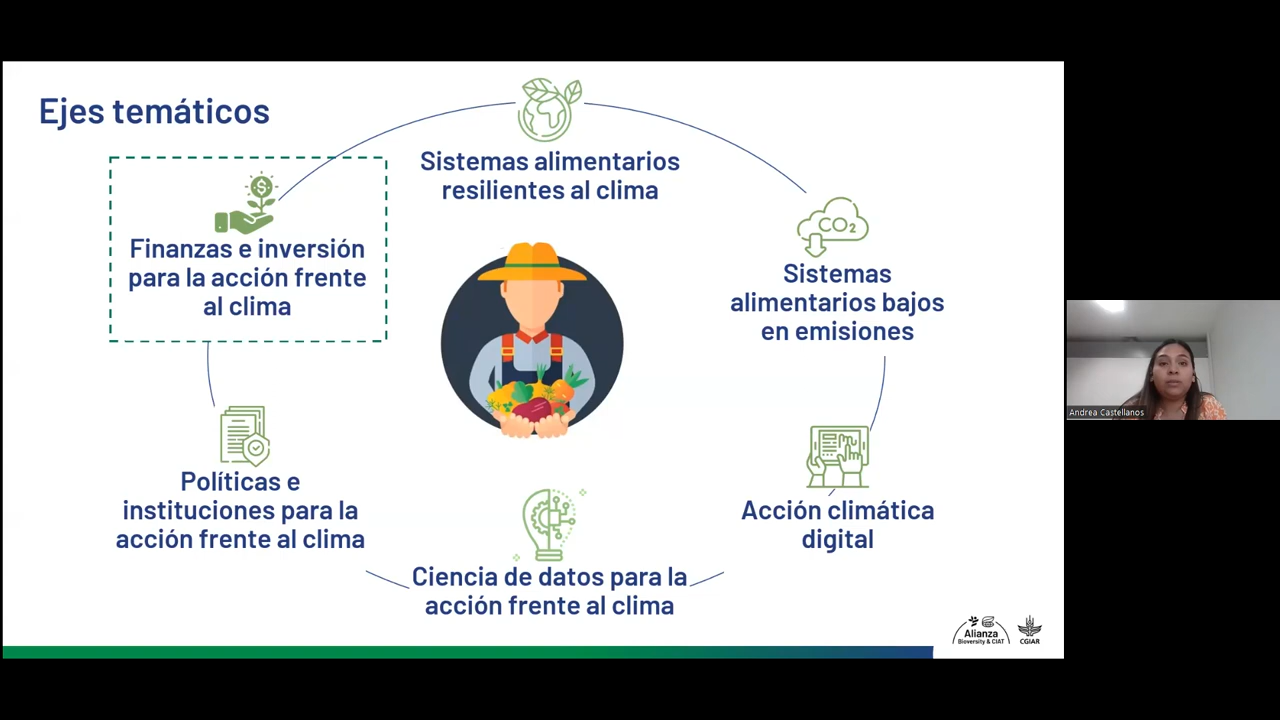 Ejes temáticos
Sistemas alimentarios
resilientes al clima
$
Finanzas e inversión
para la acción frente
al clima
CO₂
Sistemas
alimentarios bajos
en emisiones
Andrea Castellanos
Políticas e
instituciones para la
acción frente al clima
Acción climática
digital
Ciencia de datos para la
acción frente al clima
Alianza
Bioversity & CIAT
CGIAR